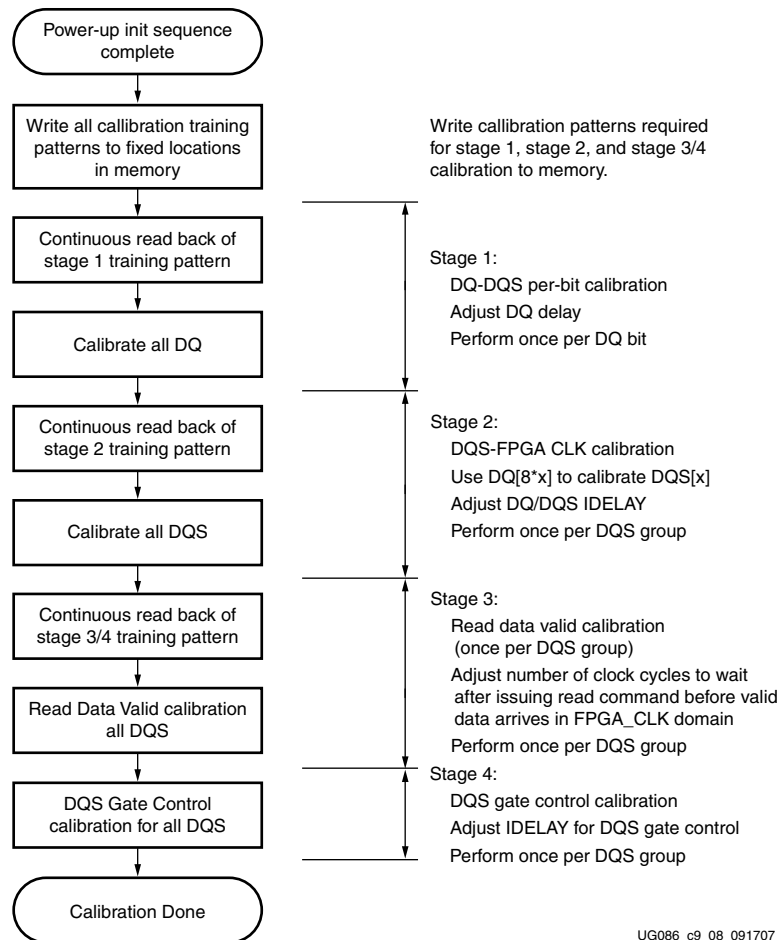 Power-up init sequence
complete
Write all callibration training
patterns to fixed locations
in memory
Write callibration patterns required
for stage 1, stage 2, and stage 3/4
calibration to memory.
Continuous read back of
stage 1 training pattern
Calibrate all DQ
Stage 1:
DQ-DQS per-bit calibration
Adjust DQ delay
Perform once per DQ bit
Continuous read back of
stage 2 training pattern
Calibrate all DQS
Stage 2:
DQS-FPGA CLK calibration
Use DQ[8*x] to calibrate DQS[x]
Adjust DQ/DQS IDELAY
Perform once per DQS group
Continuous read back of
stage 3/4 training pattern
Read Data Valid calibration
all DQS
Stage 3:
Read data valid calibration
(once per DQS group)
Adjust number of clock cycles to wait
after issuing read command before valid
data arrives in FPGA_CLK domain
Perform once per DQS group
DQS Gate Control
calibration for all DQS
Stage 4:
DQS gate control calibration
Adjust IDELAY for DQS gate control
Perform once per DQS group
Calibration Done
UG086_c9_08_091707